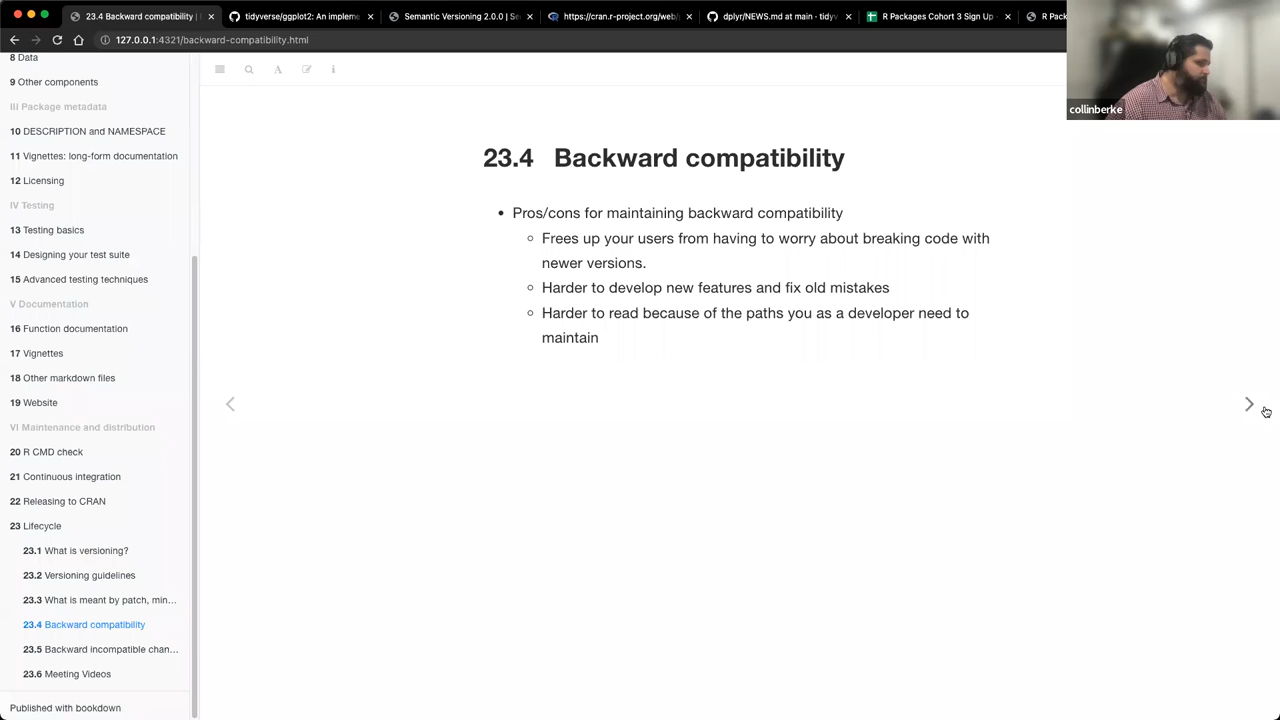 23.4 Backward compatibility |
tidyverse/ggplot2: An impleme
Semantic Versioning 2.0.0 | Se
https://cran.r-project.org/web/
dplyr/NEWS.md at main · tidyv
R Packages Cohort 3 Sign Up -
R Pack
127.0.0.1:4321/backward-compatibility.html
collinberke
8 Data
9 Other components
III Package metadata
10 DESCRIPTION and NAMESPACE
11 Vignettes: long-form documentation
12 Licensing
IV Testing
13 Testing basics
14 Designing your test suite
15 Advanced testing techniques
V Documentation
16 Function documentation
17 Vignettes
18 Other markdown files
19 Website
VI Maintenance and distribution
20 R CMD check
21 Continuous integration
22 Releasing to CRAN
23 Lifecycle
23.1 What is versioning?
23.2 Versioning guidelines
23.3 What is meant by patch, min...
23.4 Backward compatibility
23.5 Backward incompatible chan...
23.6 Meeting Videos
Published with bookdown
23.4 Backward compatibility
• Pros/cons for maintaining backward compatibility
○ Frees up your users from having to worry about breaking code with
newer versions.
○ Harder to develop new features and fix old mistakes
○ Harder to read because of the paths you as a developer need to
maintain